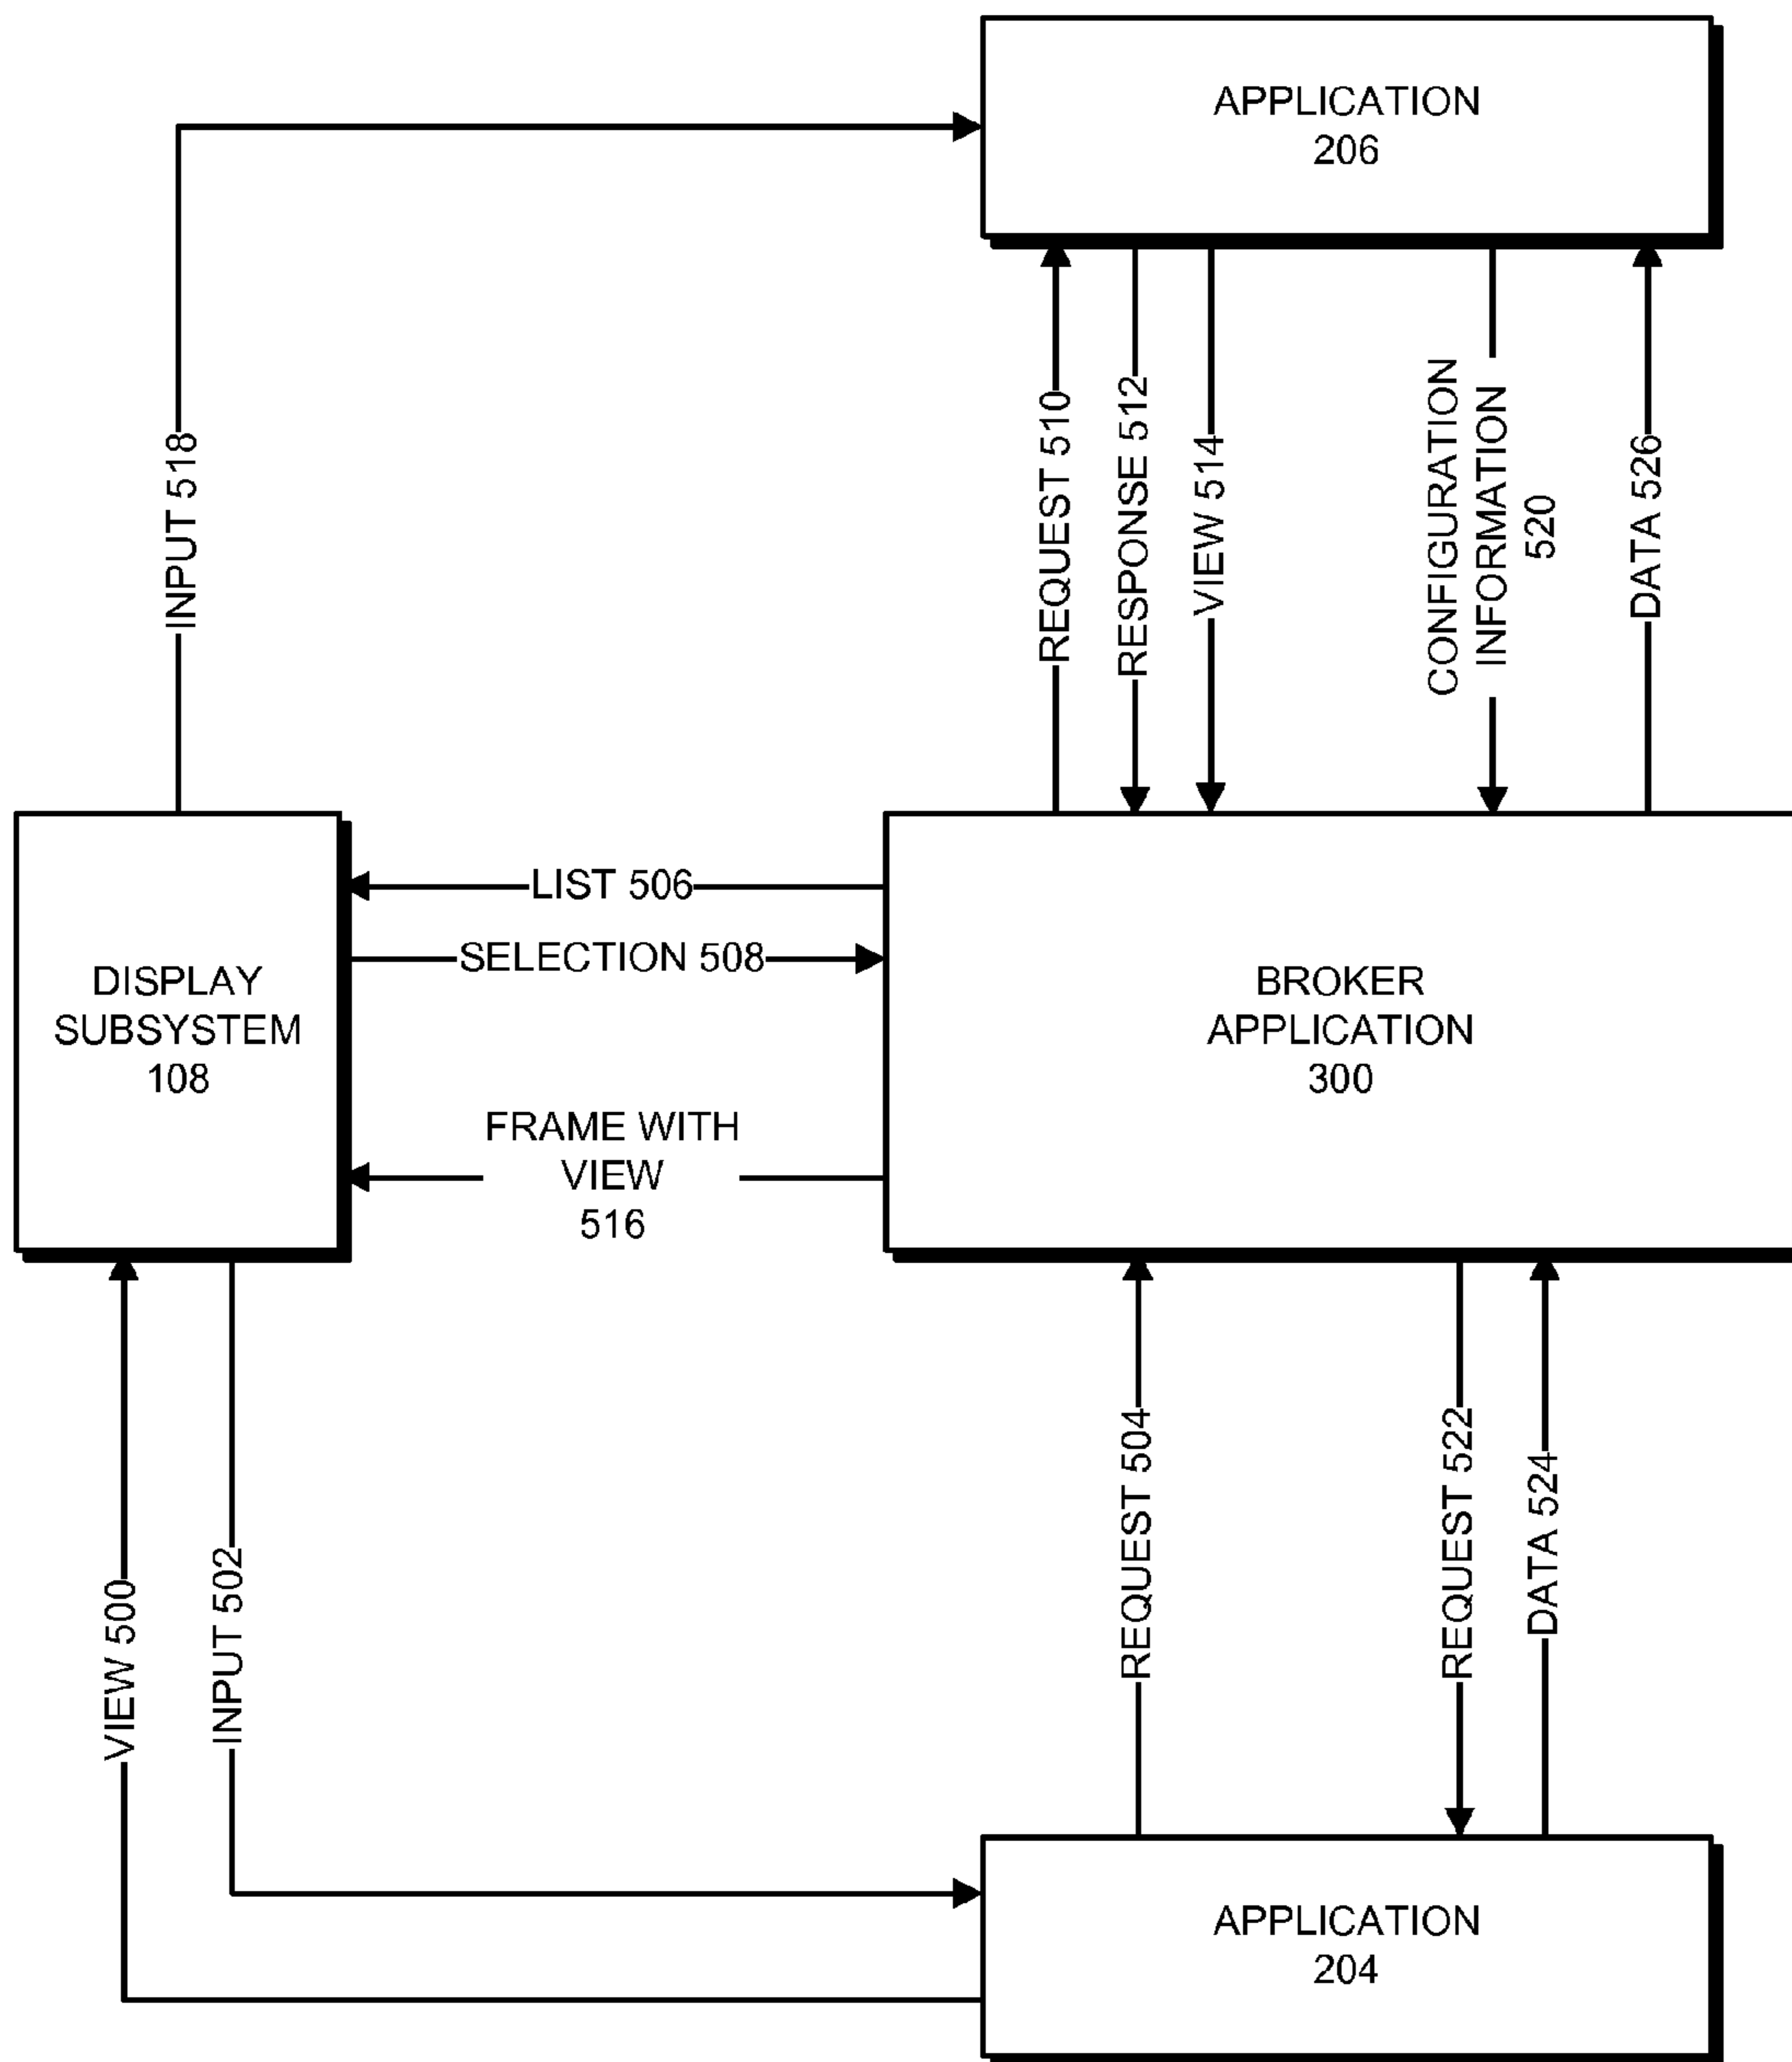 APPLICATION
206
INPUT 518
REQUEST 510
RESPONSE 512
VIEW 514
CONFIGURATION
INFORMATION
520
DATA 526
LIST 506
SELECTION 508
DISPLAY
SUBSYSTEM
108
BROKER
APPLICATION
300
FRAME WITH
VIEW
516
VIEW 500
INPUT 502
REQUEST 504
REQUEST 522
DATA 524
APPLICATION
204